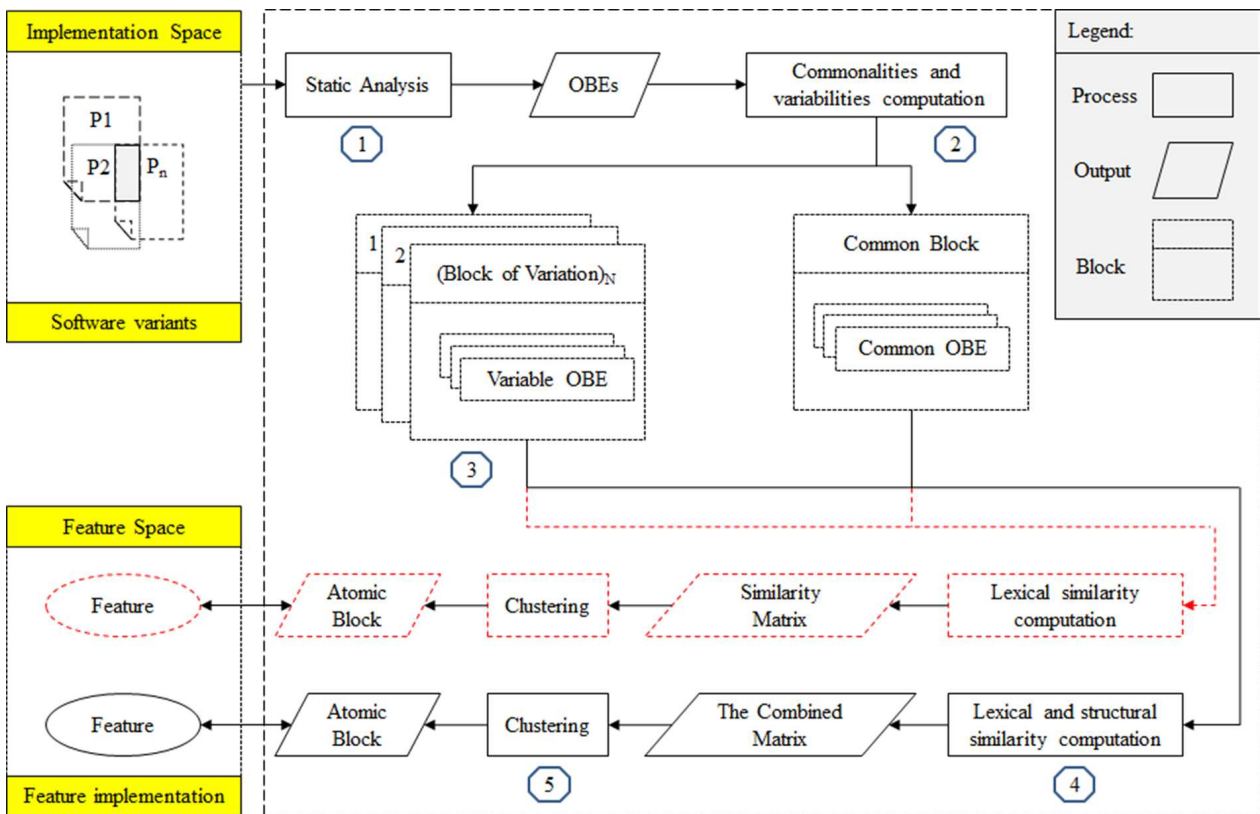 Implementation Space
P1
P2
Pn
Software variants
Static Analysis
1
OBEs
Commonalities and
variabilities computation
2
Legend:
Process
Output
Block
1
2
(Block of Variation)N
Variable OBE
3
Common Block
Common OBE
Feature Space
Feature
Atomic
Block
Clustering
Similarity
Matrix
Lexical similarity
computation
Feature
Atomic
Block
Clustering
5
The Combined
Matrix
Lexical and structural
similarity computation
4
Feature implementation